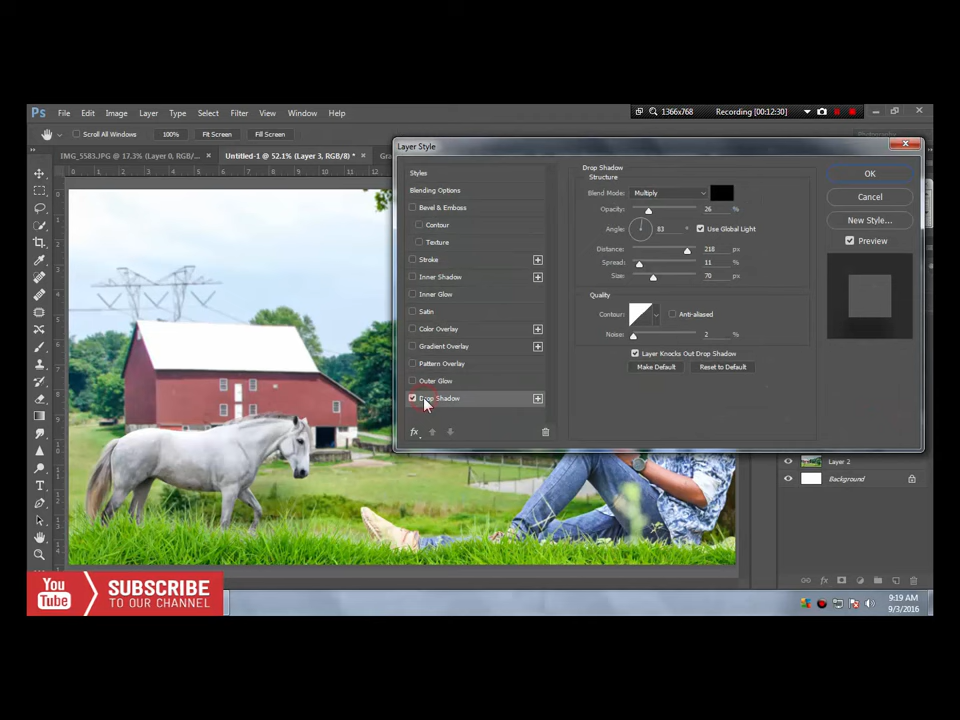 Ps File Edit Image Layer Type Select Filter View Window Help
1366x768 Recording [00:12:30]
Scroll All Windows 100% Fit Screen Fill Screen
IMG_5583.JPG @ 17.3% (Layer 0, RGB/... × Untitled-1 @ 52.1% (Layer 3, RGB/8) * × Gra
Layer Style
Styles
Blending Options
Bevel & Emboss
Contour
Texture
Stroke
Inner Shadow
Inner Glow
Satin
Color Overlay
Gradient Overlay
Pattern Overlay
Outer Glow
Drop Shadow
fx
Drop Shadow
Structure
Blend Mode: Multiply
Opacity: 26 %
Angle: 83 ° Use Global Light
Distance: 218 px
Spread: 11 %
Size: 70 px
Quality
Contour: Anti-aliased
Noise: 2 %
Layer Knocks Out Drop Shadow
Make Default Reset to Default
OK
Cancel
New Style...
Preview
Layer 2
Background
fx
You Tube SUBSCRIBE
TO OUR CHANNEL
9:19 AM
9/3/2016